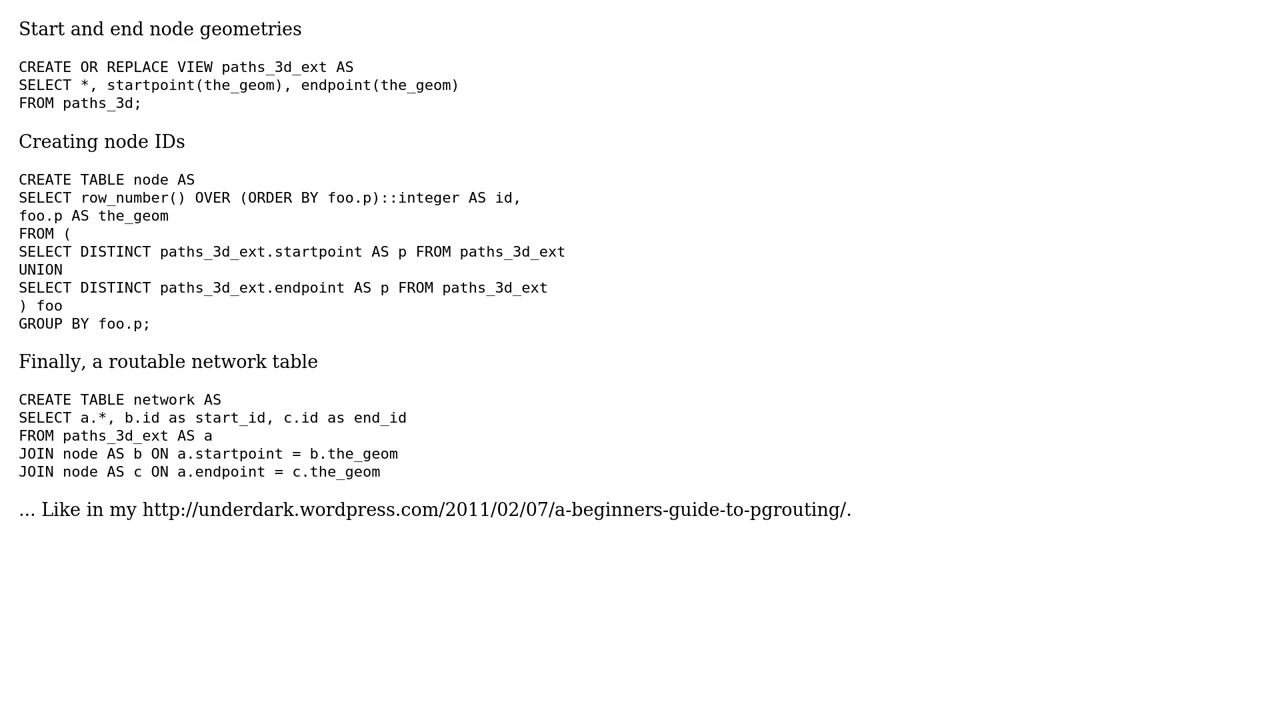 Start and end node geometries
CREATE OR REPLACE VIEW paths_3d_ext AS
SELECT *, startpoint(the_geom), endpoint(the_geom)
FROM paths_3d;
Creating node IDs
CREATE TABLE node AS
SELECT row_number() OVER (ORDER BY foo.p)::integer AS id,
foo.p AS the_geom
FROM (
SELECT DISTINCT paths_3d_ext.startpoint AS p FROM paths_3d_ext
UNION
SELECT DISTINCT paths_3d_ext.endpoint AS p FROM paths_3d_ext
) foo
GROUP BY foo.p;
Finally, a routable network table
CREATE TABLE network AS
SELECT a.*, b.id as start_id, c.id as end_id
FROM paths_3d_ext AS a
JOIN node AS b ON a.startpoint = b.the_geom
JOIN node AS c ON a.endpoint = c.the_geom
... Like in my http://underdark.wordpress.com/2011/02/07/a-beginners-guide-to-pgrouting/.